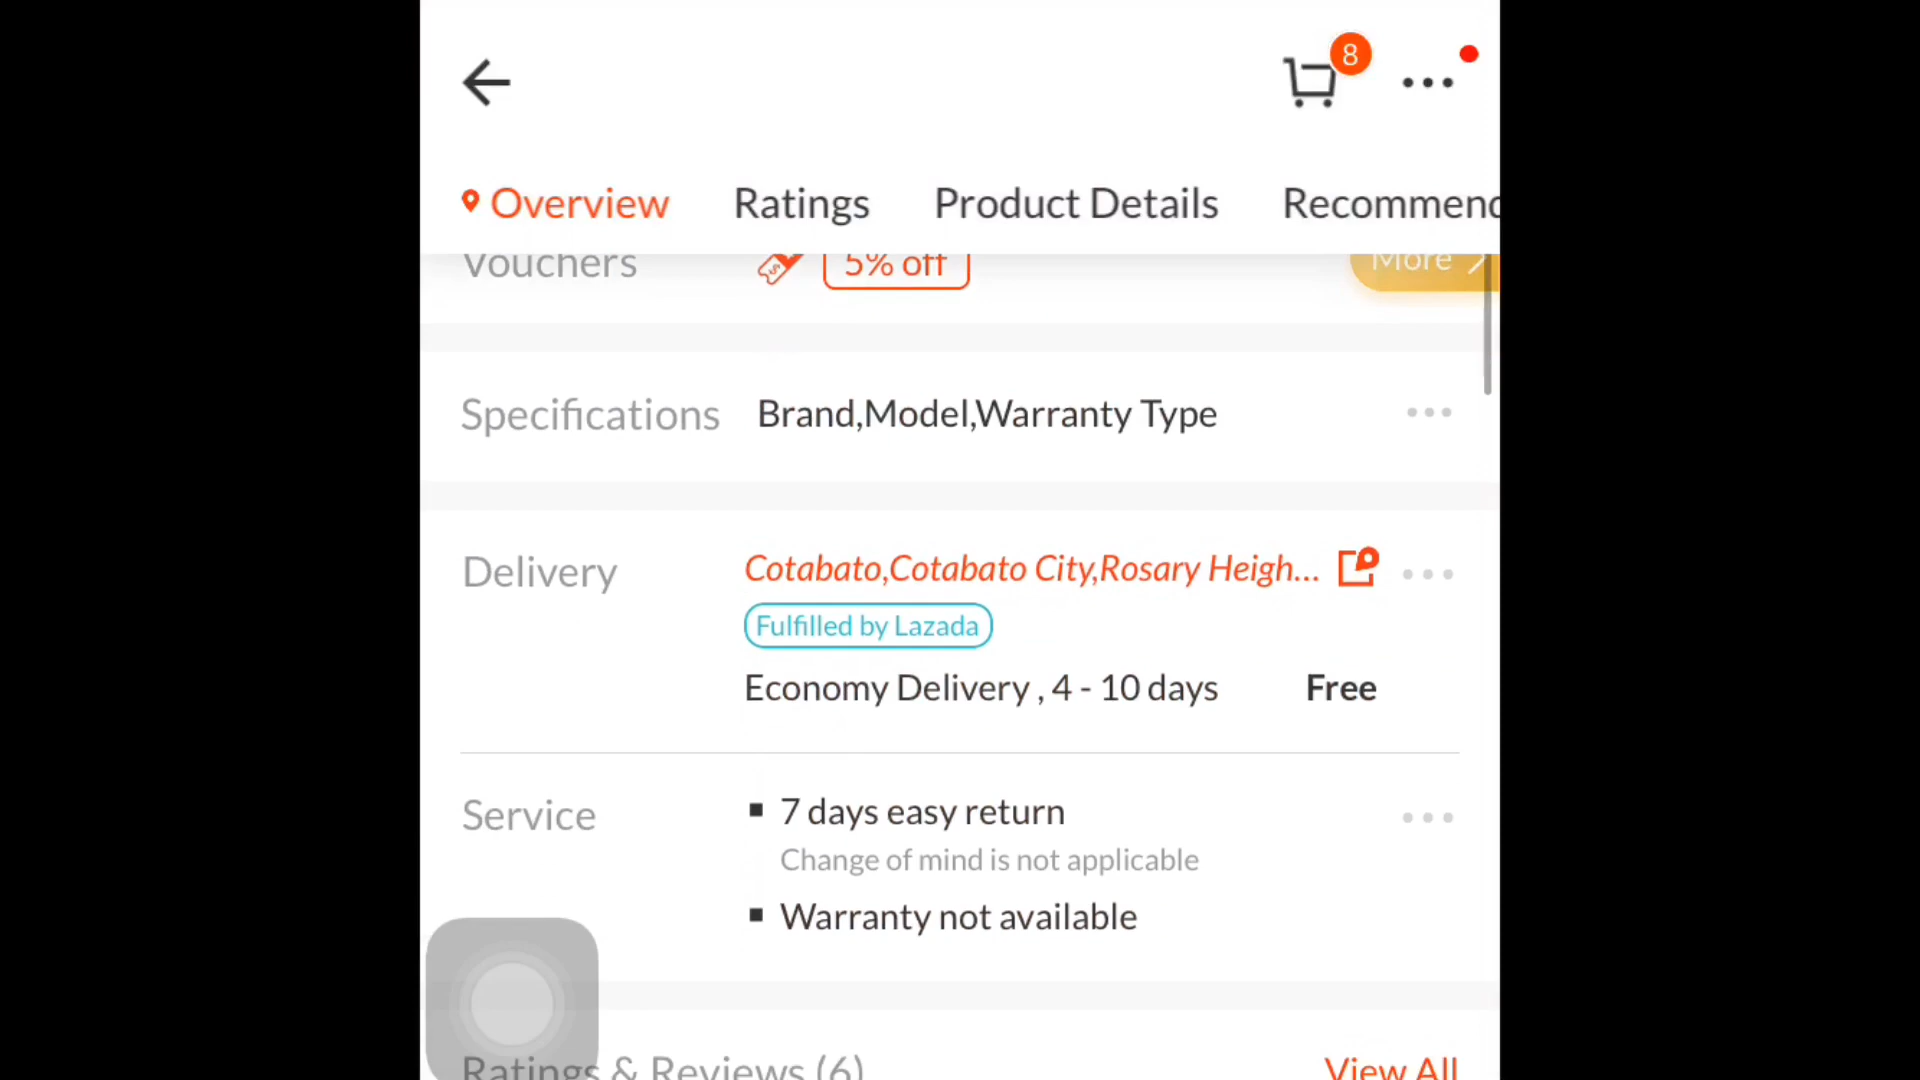 8
Overview Ratings Product Details Recommend
Vouchers 5% off More
Specifications Brand,Model,Warranty Type
Delivery Cotabato,Cotabato City,Rosary Heigh...
Fulfilled by Lazada
Economy Delivery , 4 - 10 days Free
Service 7 days easy return
Change of mind is not applicable
Warranty not available
Ratings & Reviews (6) View All